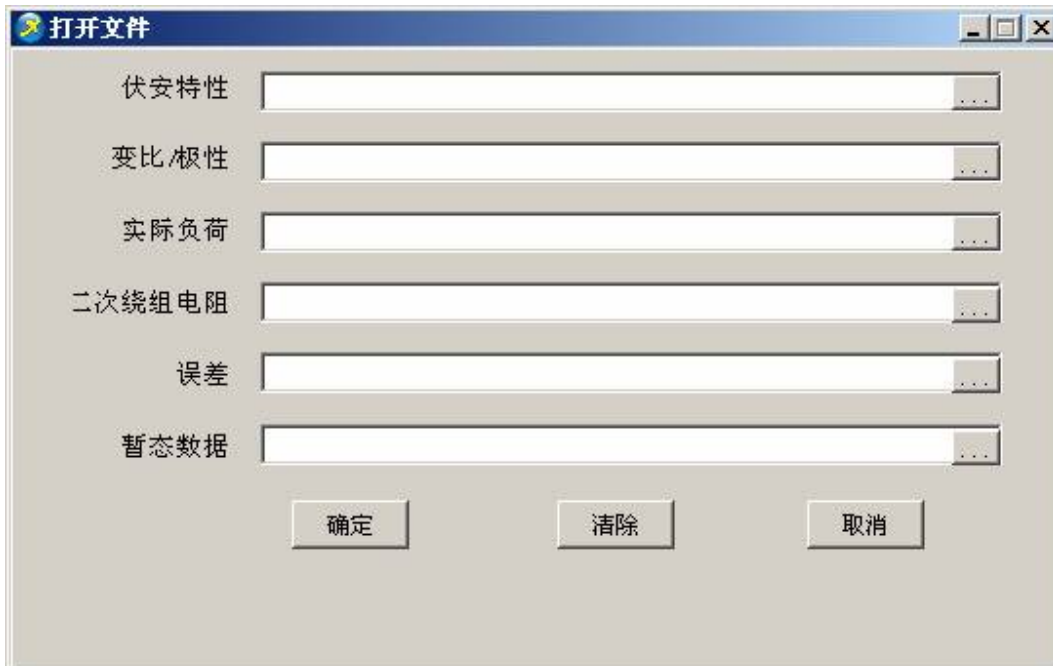 打开文件
伏安特性 ...
变比/极性 ...
实际负荷 ...
二次绕组电阻 ...
误差 ...
暂态数据 ...
确定 清除 取消